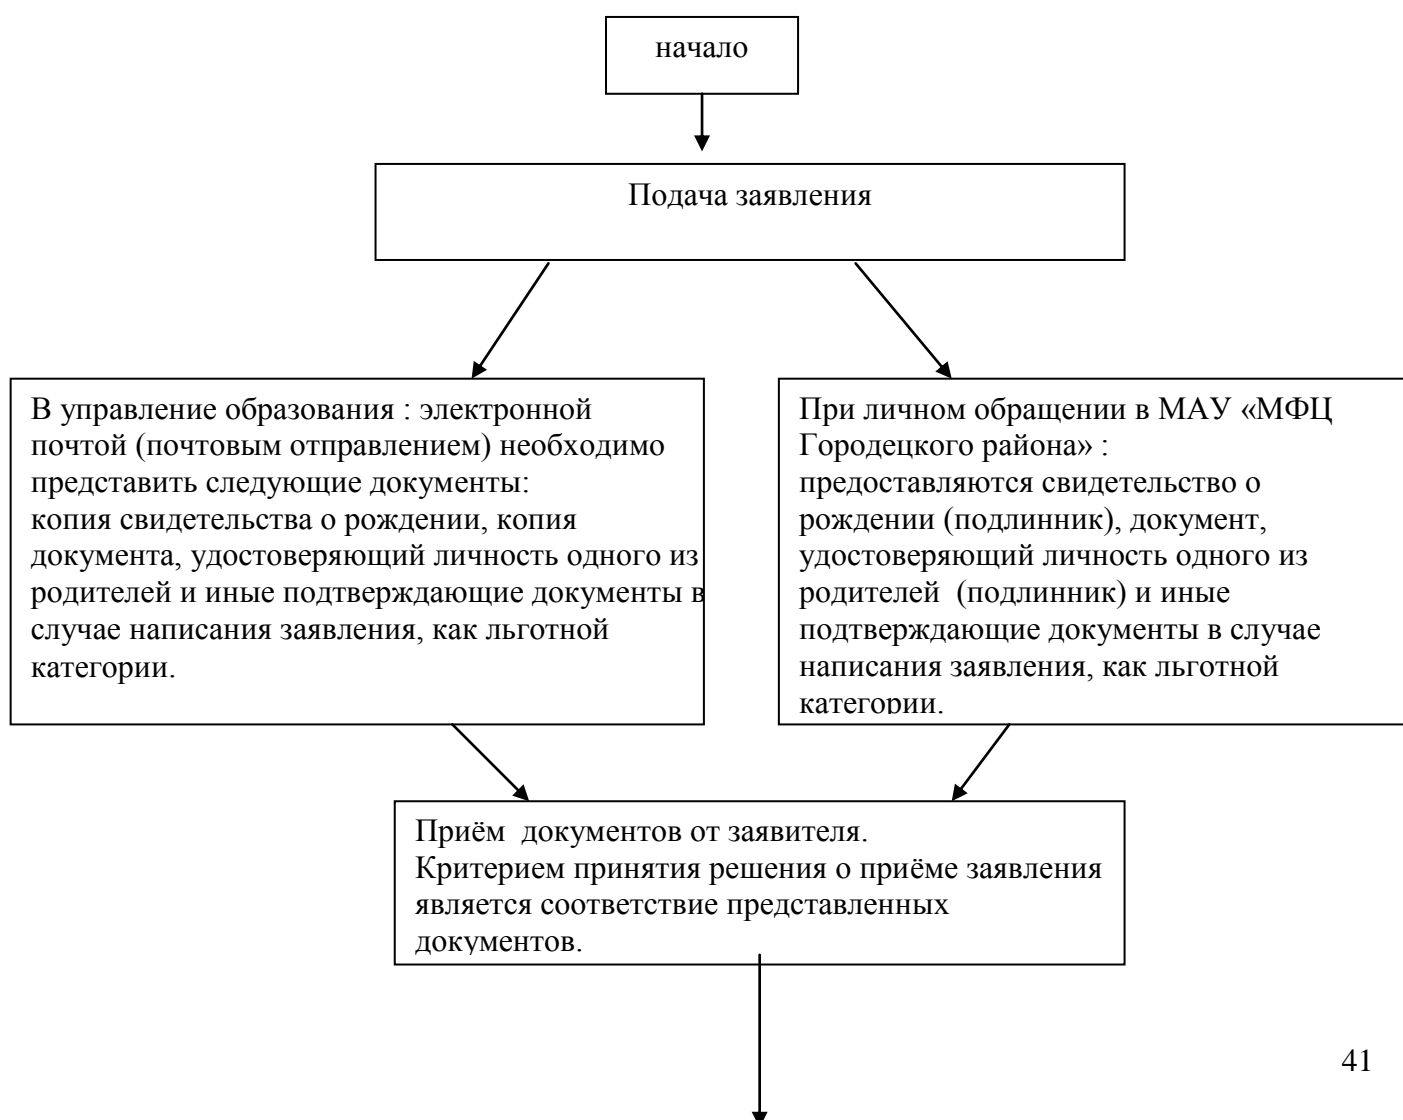 начало
Подача заявления
В управление образования : электронной
почтой (почтовым отправлением) необходимо
представить следующие документы:
копия свидетельства о рождении, копия
документа, удостоверяющий личность одного из
родителей и иные подтверждающие документы в
случае написания заявления, как льготной
категории.
При личном обращении в МАУ «МФЦ
Городецкого района» :
предоставляются свидетельство о
рождении (подлинник), документ,
удостоверяющий личность одного из
родителей  (подлинник) и иные
подтверждающие документы в случае
написания заявления, как льготной
категории.
Приём  документов от заявителя.
Критерием принятия решения о приёме заявления
является соответствие представленных
документов.
41